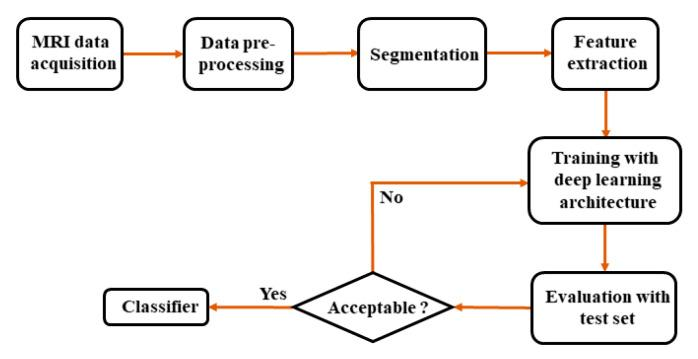 MRI data
acquisition
Data pre-
processing
Segmentation
Feature
extraction
Training with
deep learning
architecture
No
Evaluation with
test set
Acceptable ?
Yes
Classifier